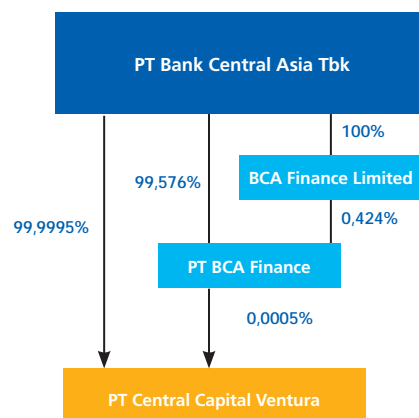 PT Bank Central Asia Tbk
100%
BCA Finance Limited
99,576%
0,424%
99,9995%
PT BCA Finance
0,0005%
PT Central Capital Ventura